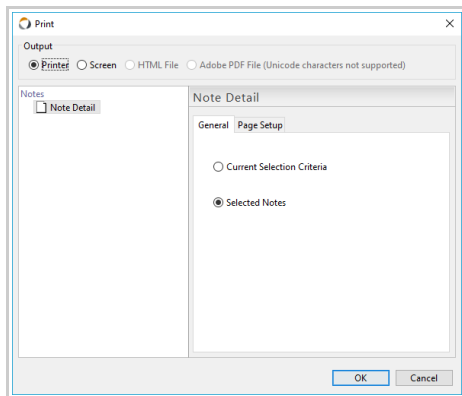 Print
Output
Printer Screen HTML File Adobe PDF File (Unicode characters not supported)
Notes
Note Detail
Note Detail
General Page Setup
Current Selection Criteria
Selected Notes
OK Cancel